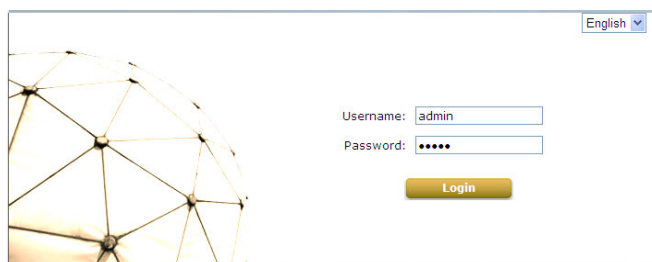 English
Username: admin
Password: •••••
Login